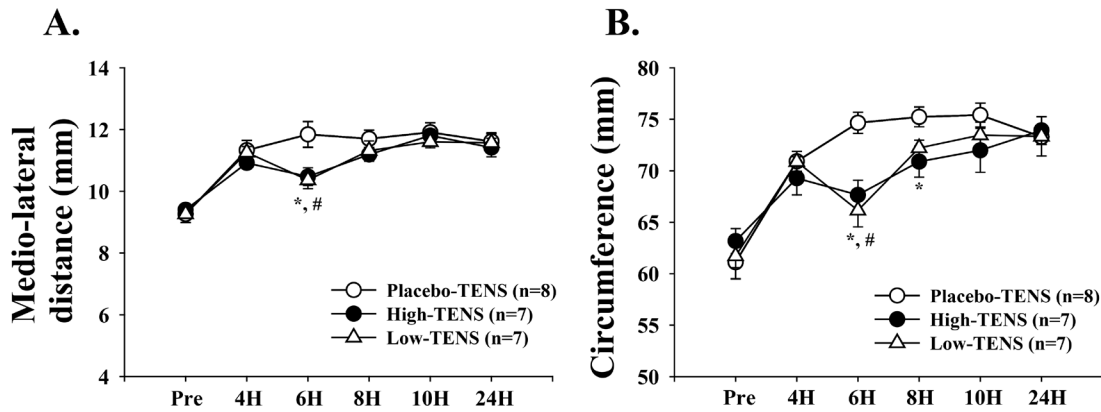 A.
Medio-lateral
distance (mm)
14
12
10
8
6
4
*, #
Placebo-TENS (n=8)
High-TENS (n=7)
Low-TENS (n=7)
Pre 4H 6H 8H 10H 24H
B.
Circumference (mm)
80
75
70
65
60
55
50
*
*, #
Placebo-TENS (n=8)
High-TENS (n=7)
Low-TENS (n=7)
Pre 4H 6H 8H 10H 24H